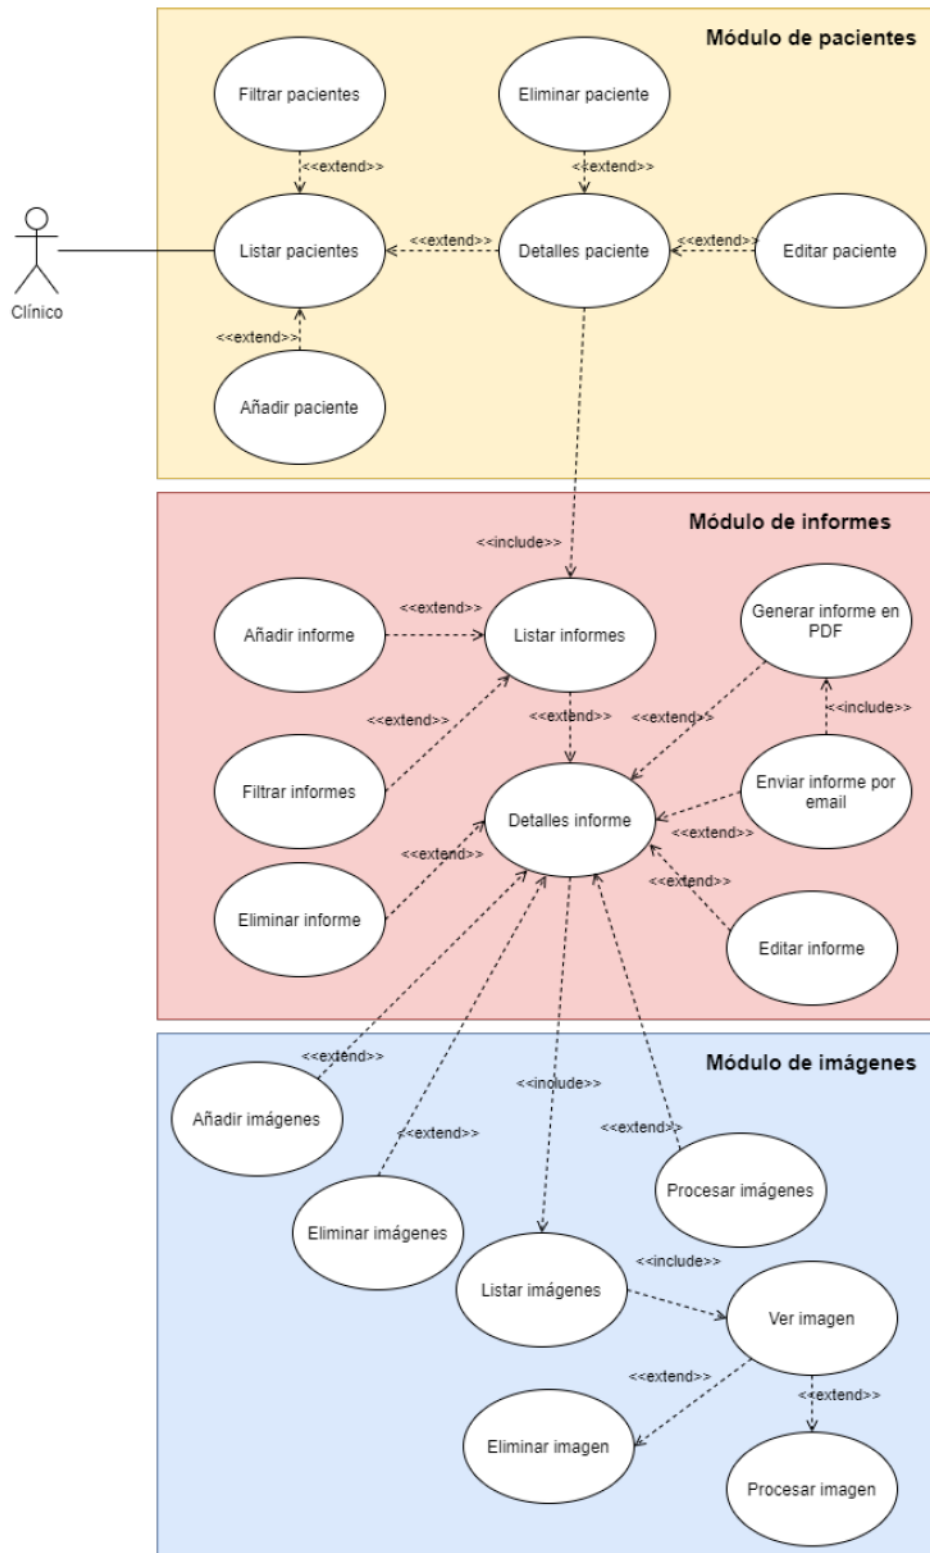 Módulo de pacientes
Filtrar pacientes
Eliminar paciente
<<extend>>
<<extend>>
Listar pacientes
<<extend>>
Detalles paciente
<<extend>>
Editar paciente
Clínico
<<extend>>
Añadir paciente
Módulo de informes
<<include>>
Añadir informe
<<extend>>
Listar informes
Generar informe en
PDF
<<extend>>
<<extend>>
<<extend>>
<<include>>
Filtrar informes
Detalles informe
Enviar informe por
email
<<extend>>
<<extend>>
<<extend>>
Eliminar informe
Editar informe
Módulo de imágenes
<<extend>>
<<include>>
Añadir imágenes
<<extend>>
<<extend>>
Procesar imágenes
Eliminar imágenes
<<include>>
Listar imágenes
Ver imagen
<<extend>>
<<extend>>
Eliminar imagen
Procesar imagen